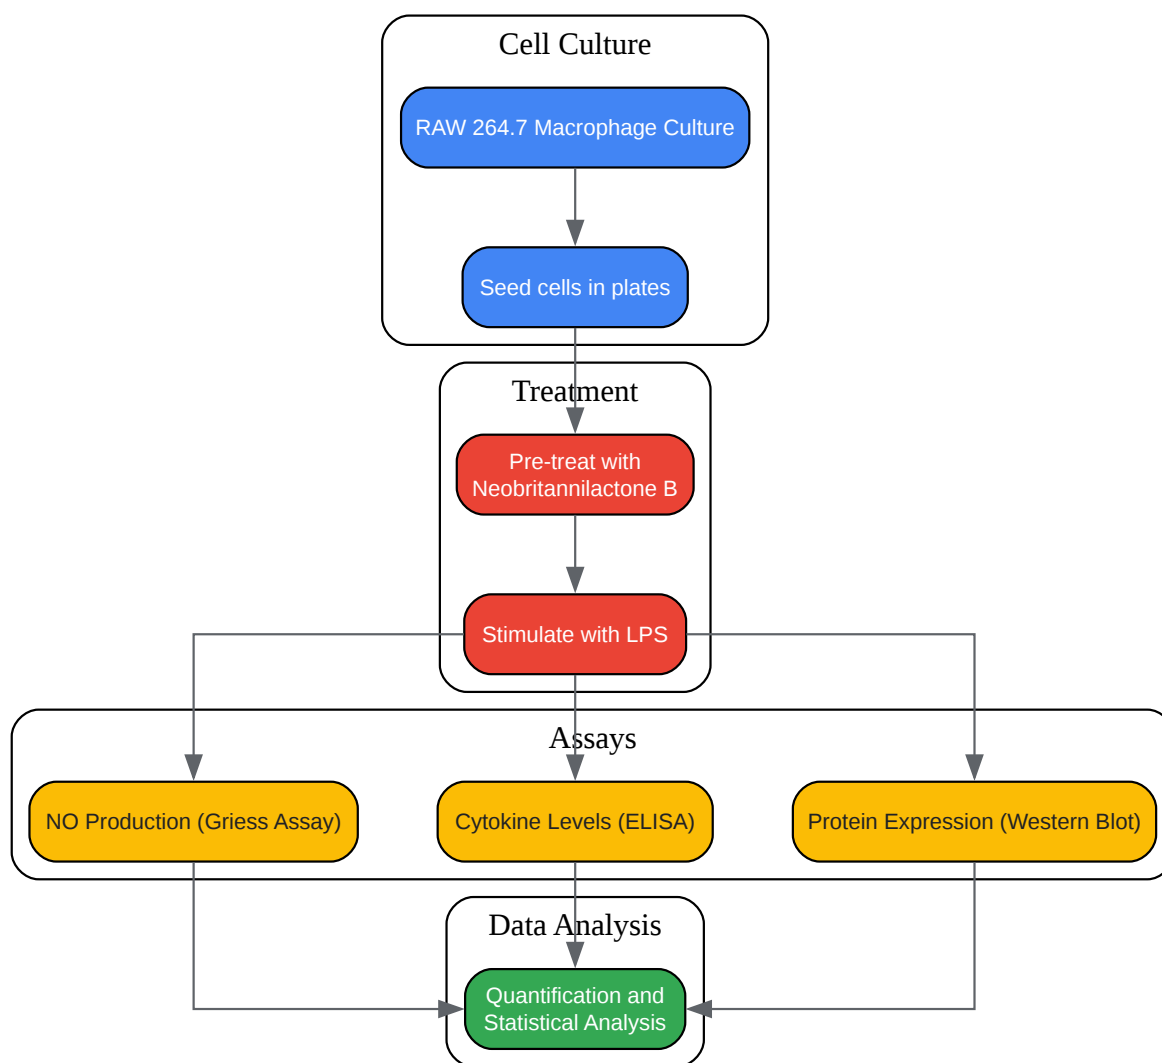 Cell Culture
RAW 264.7 Macrophage Culture
Seed cells in plates
Treatment
Pre-treat with
Neobritannilactone B
Stimulate with LPS
Assays
NO Production (Griess Assay)
Cytokine Levels (ELISA)
Protein Expression (Western Blot)
Data Analysis
Quantification and
Statistical Analysis